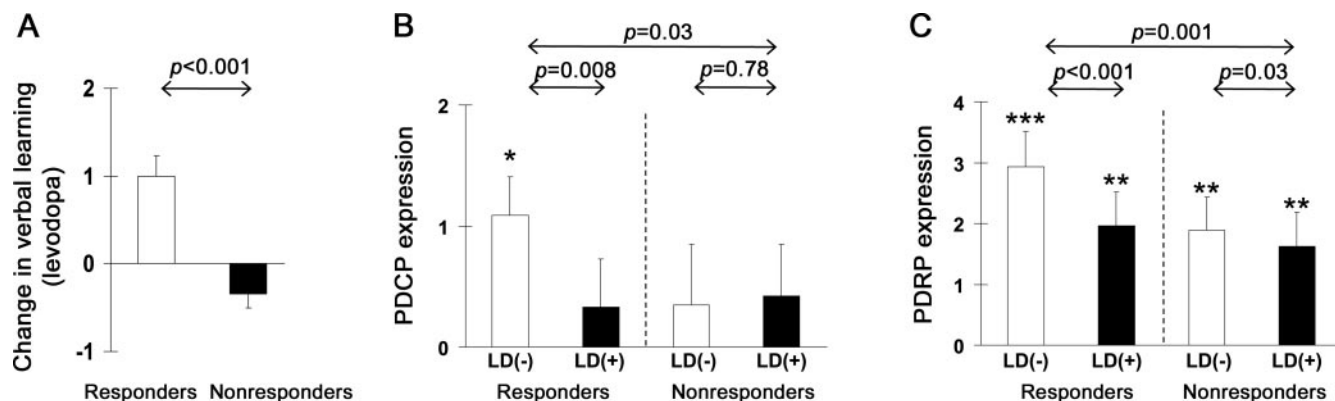 A
Change in verbal learning
(levodopa)
p<0.001
2
1
0
-1
Responders Nonresponders
B
PDCP expression
p=0.03
p=0.008 p=0.78
2
1
0
*
LD(-) LD(+) LD(-) LD(+)
Responders Nonresponders
C
PDRP expression
p=0.001
p<0.001 p=0.03
4
3
2
1
0
*** ** ** **
LD(-) LD(+) LD(-) LD(+)
Responders Nonresponders